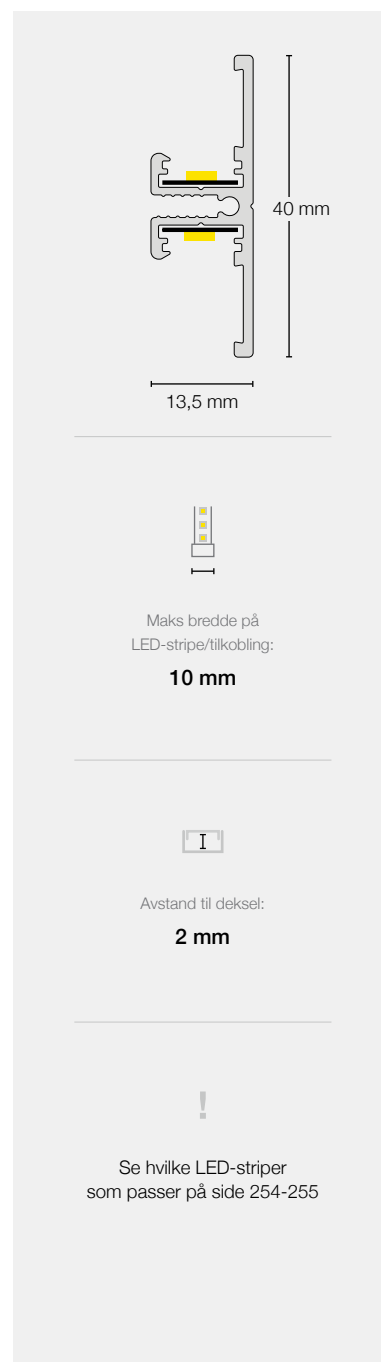 40 mm
13,5 mm
Maks bredde på
LED-stripe/tilkobling:
10 mm
Avstand til deksel:
2 mm
!
Se hvilke LED-striper
som passer på side 254-255